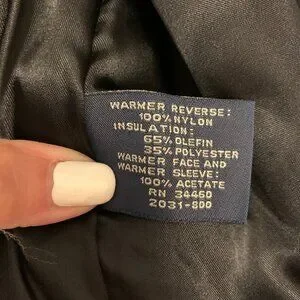 WARMER REVERSE:
100% NYLON
INSULATION:
65% OLEFIN
35% POLYESTER
WARMER FACE AND
WARMER SLEEVE:
100% ACETATE
RN 34460
2031-800